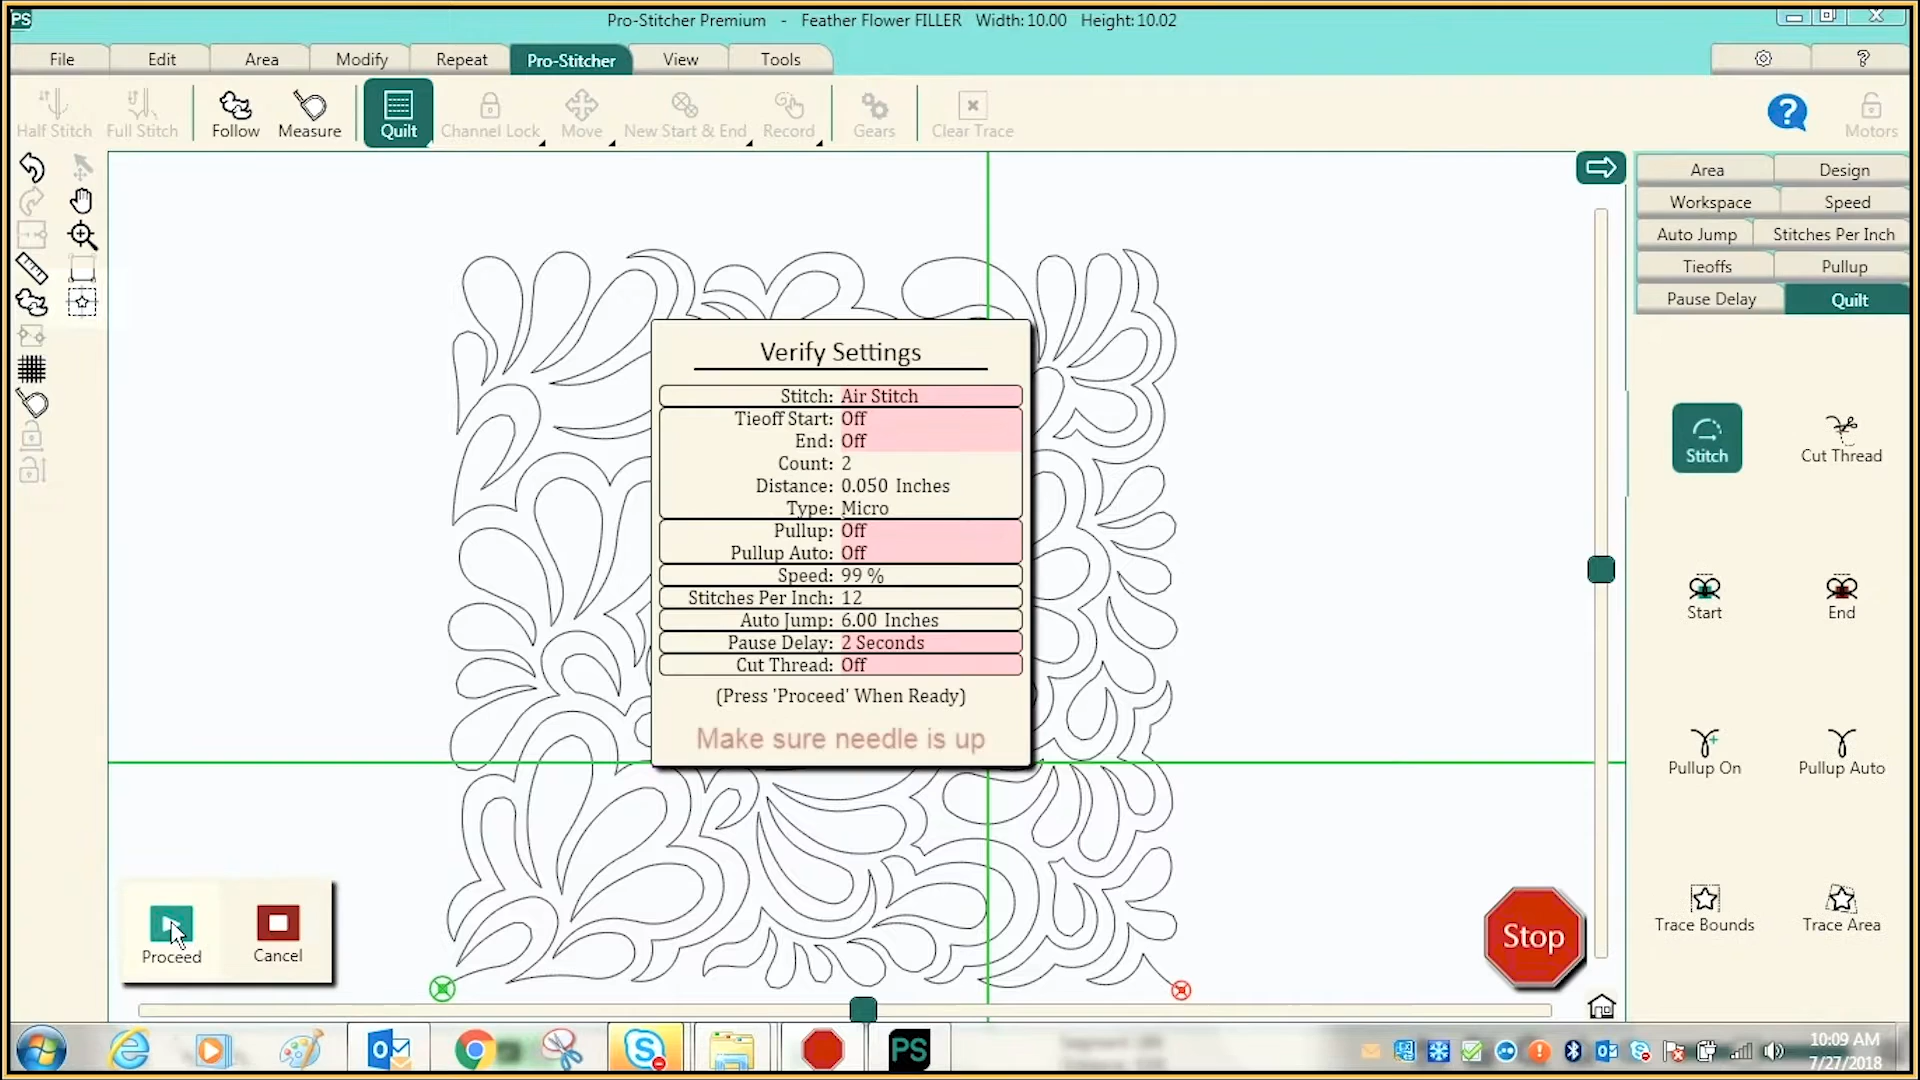 PS Pro-Stitcher Premium - Feather Flower FILLER Width: 10.00 Height: 10.02
File Edit Area Modify Repeat Pro-Stitcher View Tools ?
Half Stitch Full Stitch Follow Measure Quilt Channel Lock Move New Start & End Record Gears Clear Trace ? Motors
Area Design
Workspace Speed
Auto Jump Stitches Per Inch
Tieoffs Pullup
Pause Delay Quilt
Verify Settings
Stitch: Air Stitch
Tieoff Start: Off
End: Off
Count: 2
Distance: 0.050 Inches
Type: Micro
Pullup: Off
Pullup Auto: Off
Speed: 99 %
Stitches Per Inch: 12
Auto Jump: 6.00 Inches
Pause Delay: 2 Seconds
Cut Thread: Off
(Press 'Proceed' When Ready)
Make sure needle is up
Stitch Cut Thread
Start End
Pullup On Pullup Auto
Trace Bounds Trace Area
Proceed Cancel
Stop
PS
10:09 AM
7/27/2018